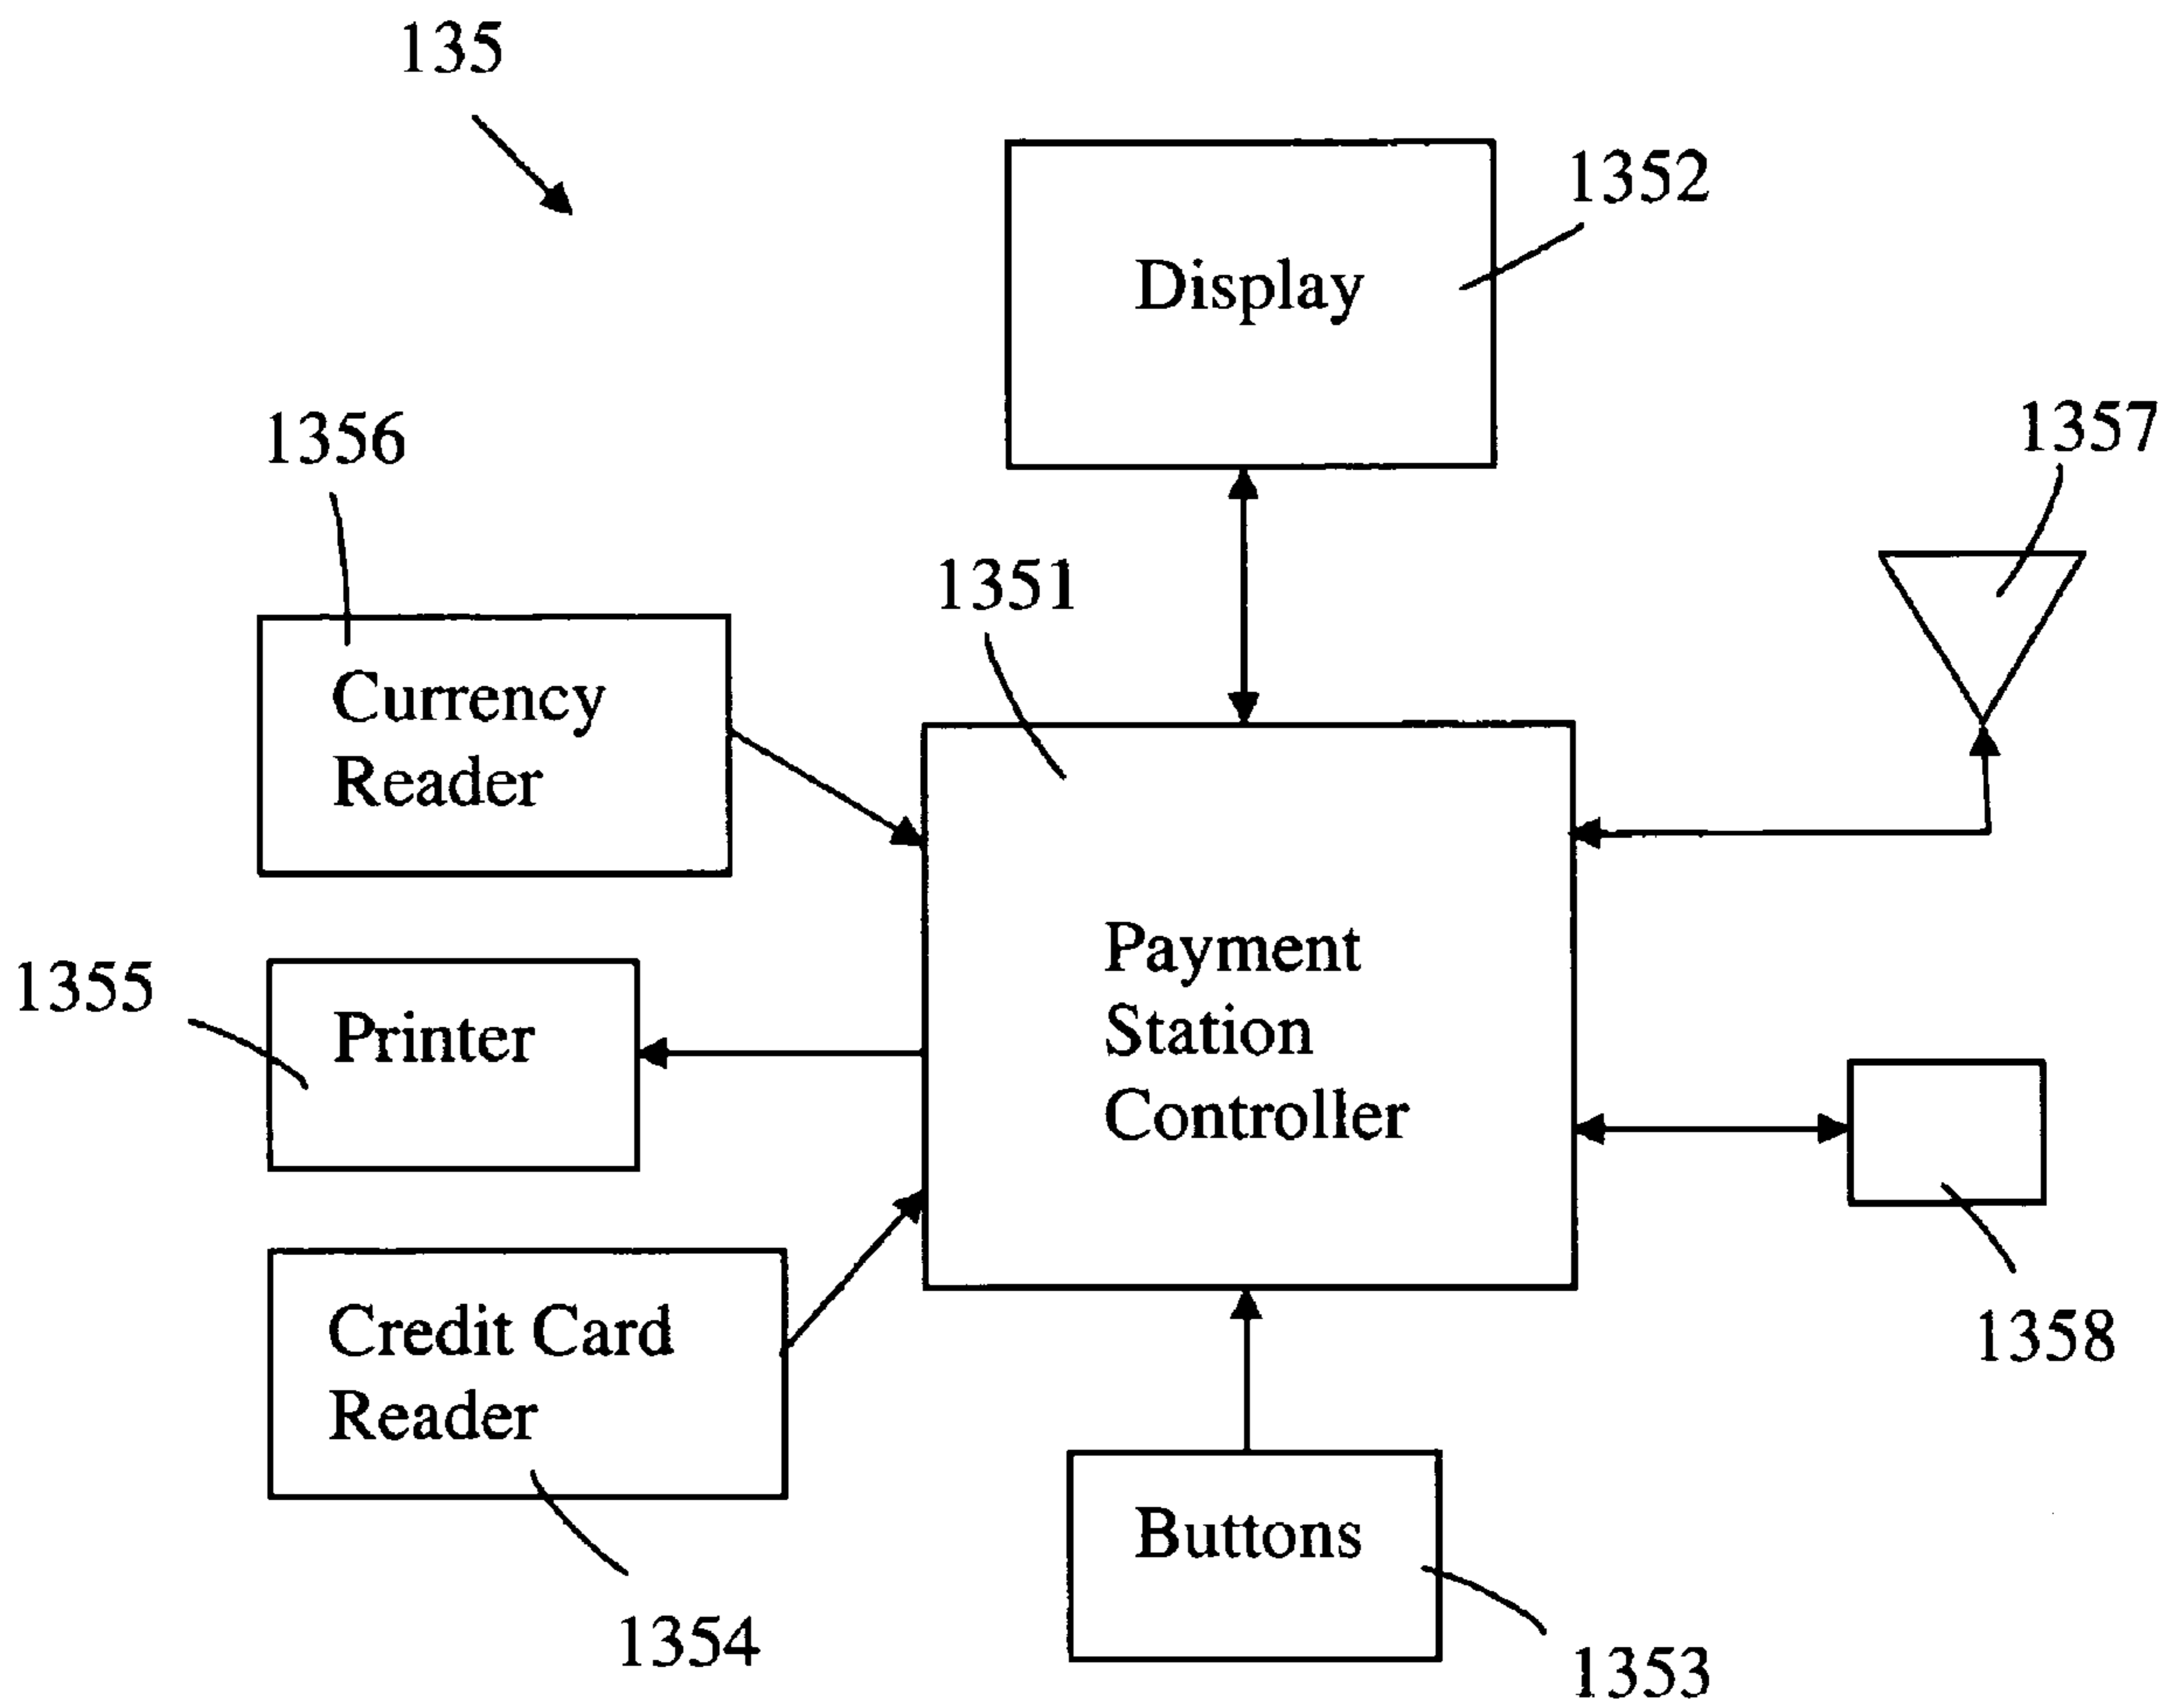 135
Display
1352
1356
1357
1351
Currency
Reader
Payment
Station
Controller
1355
Printer
Credit Card
Reader
1358
Buttons
1354
1353